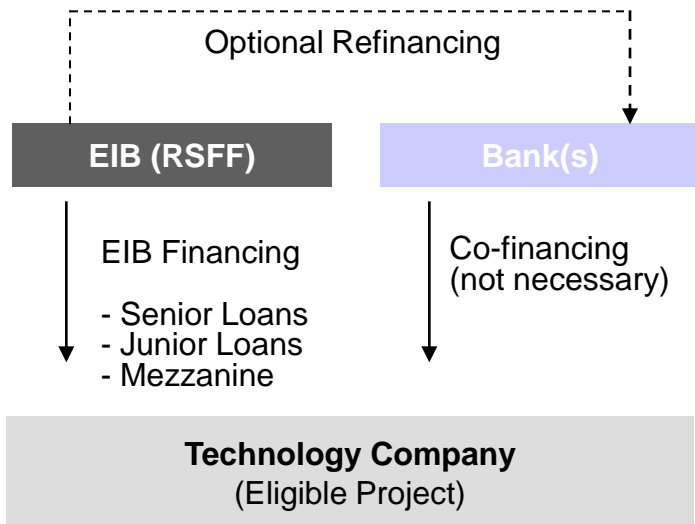 Optional Refinancing
EIB (RSFF)
Bank(s)
EIB Financing
- Senior Loans
- Junior Loans
- Mezzanine
Co-financing
(not necessary)
Technology Company
(Eligible Project)